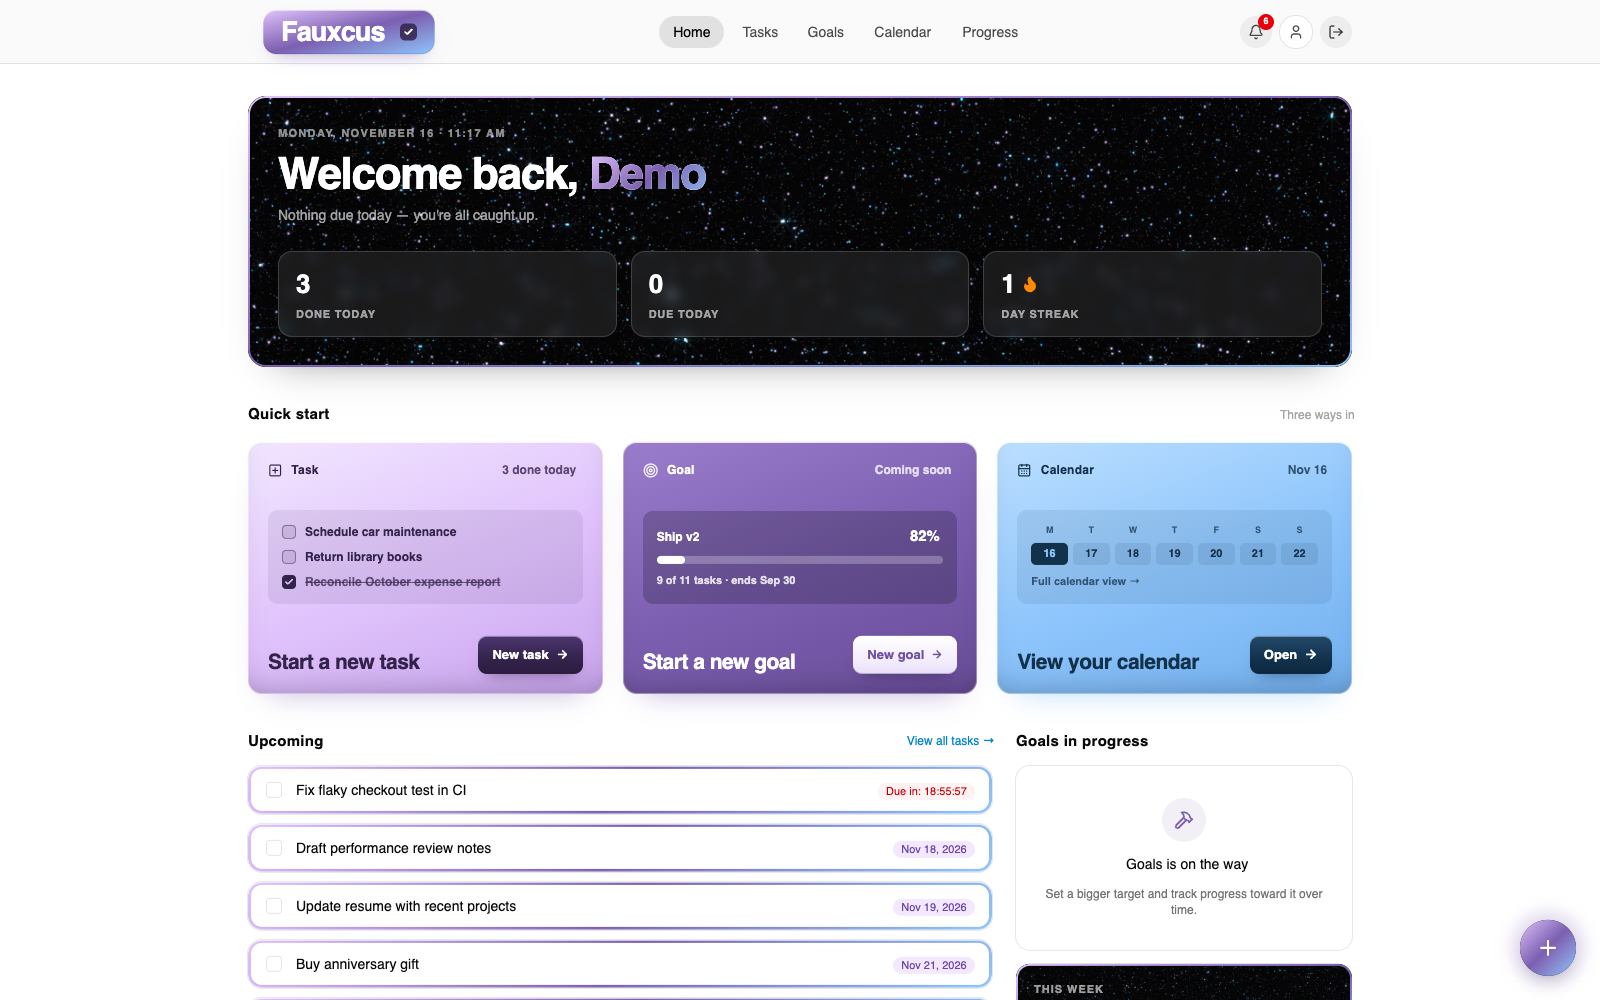 Fauxcus
Home
Tasks
Goals
Calendar
Progress
6
MONDAY, NOVEMBER 16 · 11:17 AM
Welcome back, Demo
Nothing due today — you're all caught up.
3
DONE TODAY
0
DUE TODAY
1
DAY STREAK
Quick start
Three ways in
Task
3 done today
Schedule car maintenance
Return library books
Reconcile October expense report
Start a new task
New task →
Goal
Coming soon
Ship v2
82%
9 of 11 tasks · ends Sep 30
Start a new goal
New goal →
Calendar
Nov 16
M T W T F S S
16 17 18 19 20 21 22
Full calendar view →
View your calendar
Open →
Upcoming
View all tasks →
Fix flaky checkout test in CI
Due in: 18:55:57
Draft performance review notes
Nov 18, 2026
Update resume with recent projects
Nov 19, 2026
Buy anniversary gift
Nov 21, 2026
Goals in progress
Goals is on the way
Set a bigger target and track progress toward it over
time.
THIS WEEK